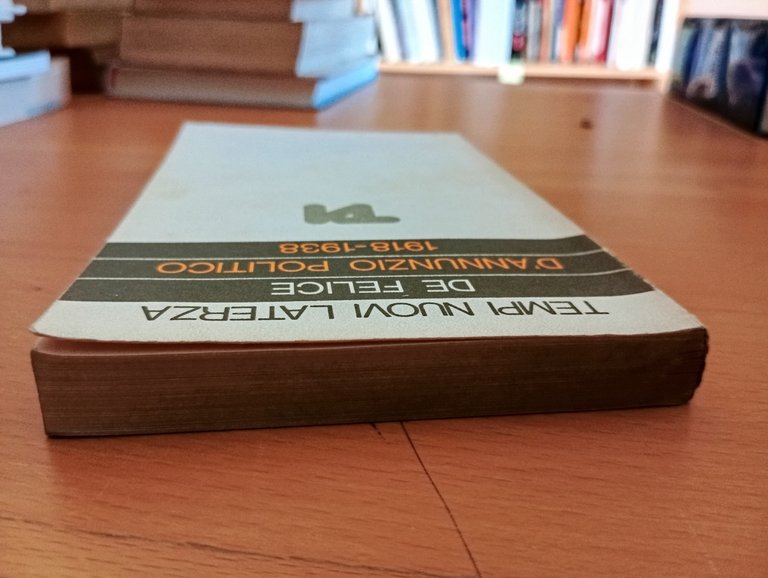 TEMPI NUOVI LATERZA
DE FELICE
D'ANNUNZIO POLITICO
1918-1938